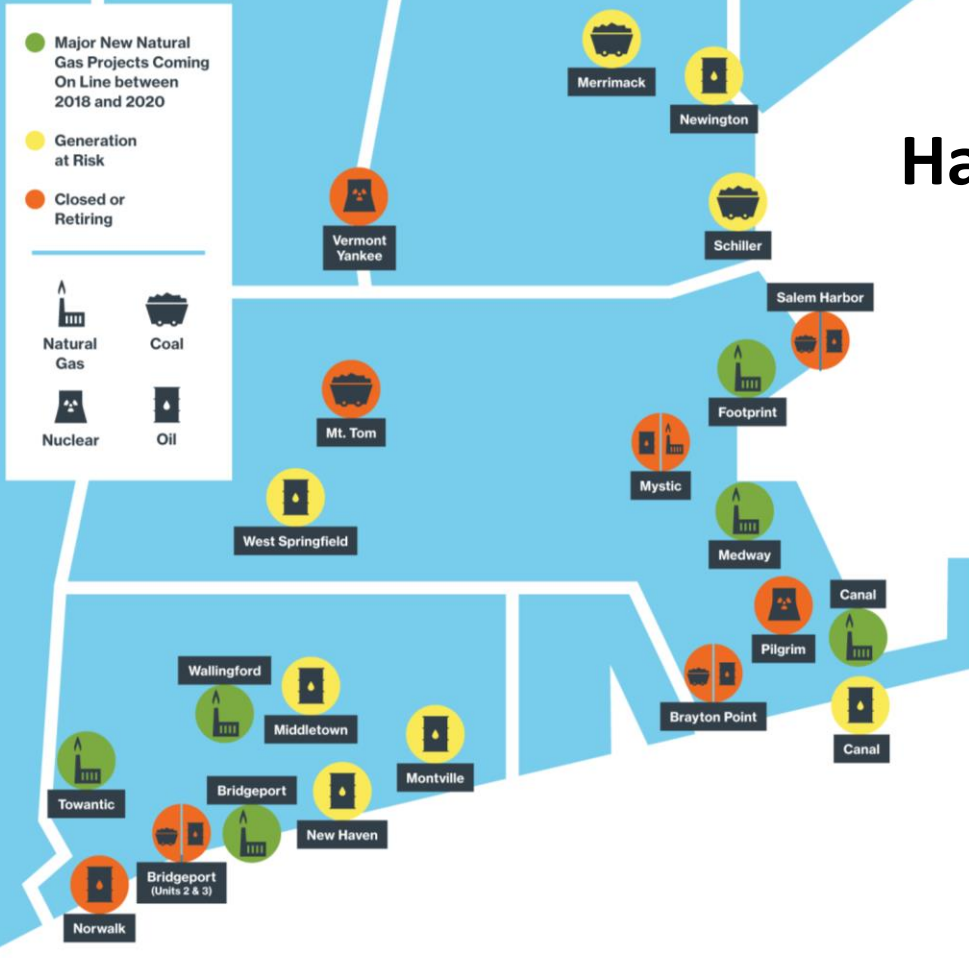 Major New Natural
Gas Projects Coming
On Line between
2018 and 2020
Generation
at Risk
Closed or
Retiring
Natural
Gas
Coal
Nuclear
Oil
Merrimack
Newington
Ha
Vermont
Yankee
Schiller
Salem Harbor
Footprint
Mt. Tom
Mystic
West Springfield
Medway
Canal
Pilgrim
Wallingford
Middletown
Brayton Point
Canal
Montville
Towantic
Bridgeport
New Haven
Bridgeport
(Units 2 & 3)
Norwalk